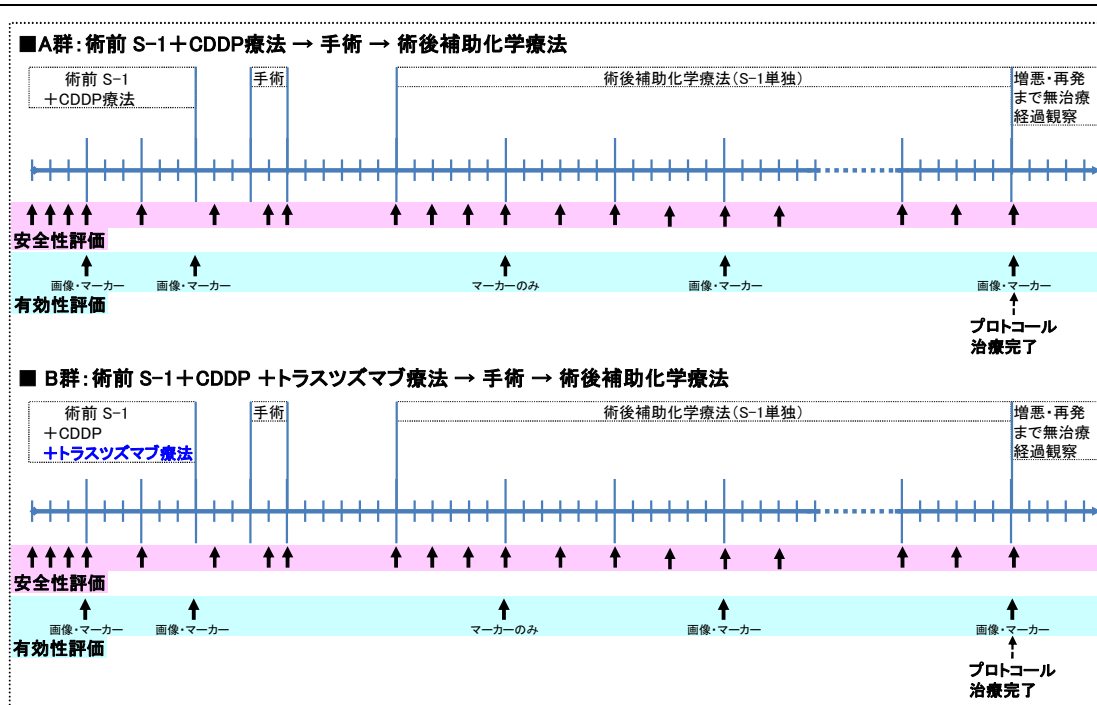 ■A群：術前 S-1＋CDDP療法 → 手術 → 術後補助化学療法
術前 S-1
＋CDDP療法
手術
術後補助化学療法(S-1単独)
増悪・再発
まで無治療
経過観察
安全性評価
画像・マーカー
画像・マーカー
マーカーのみ
画像・マーカー
画像・マーカー
有効性評価
プロトコール
治療完了
■ B群：術前 S-1＋CDDP ＋トラスツズマブ療法 → 手術 → 術後補助化学療法
術前 S-1
＋CDDP
＋トラスツズマブ療法
手術
術後補助化学療法(S-1単独)
増悪・再発
まで無治療
経過観察
安全性評価
画像・マーカー
画像・マーカー
マーカーのみ
画像・マーカー
画像・マーカー
有効性評価
プロトコール
治療完了